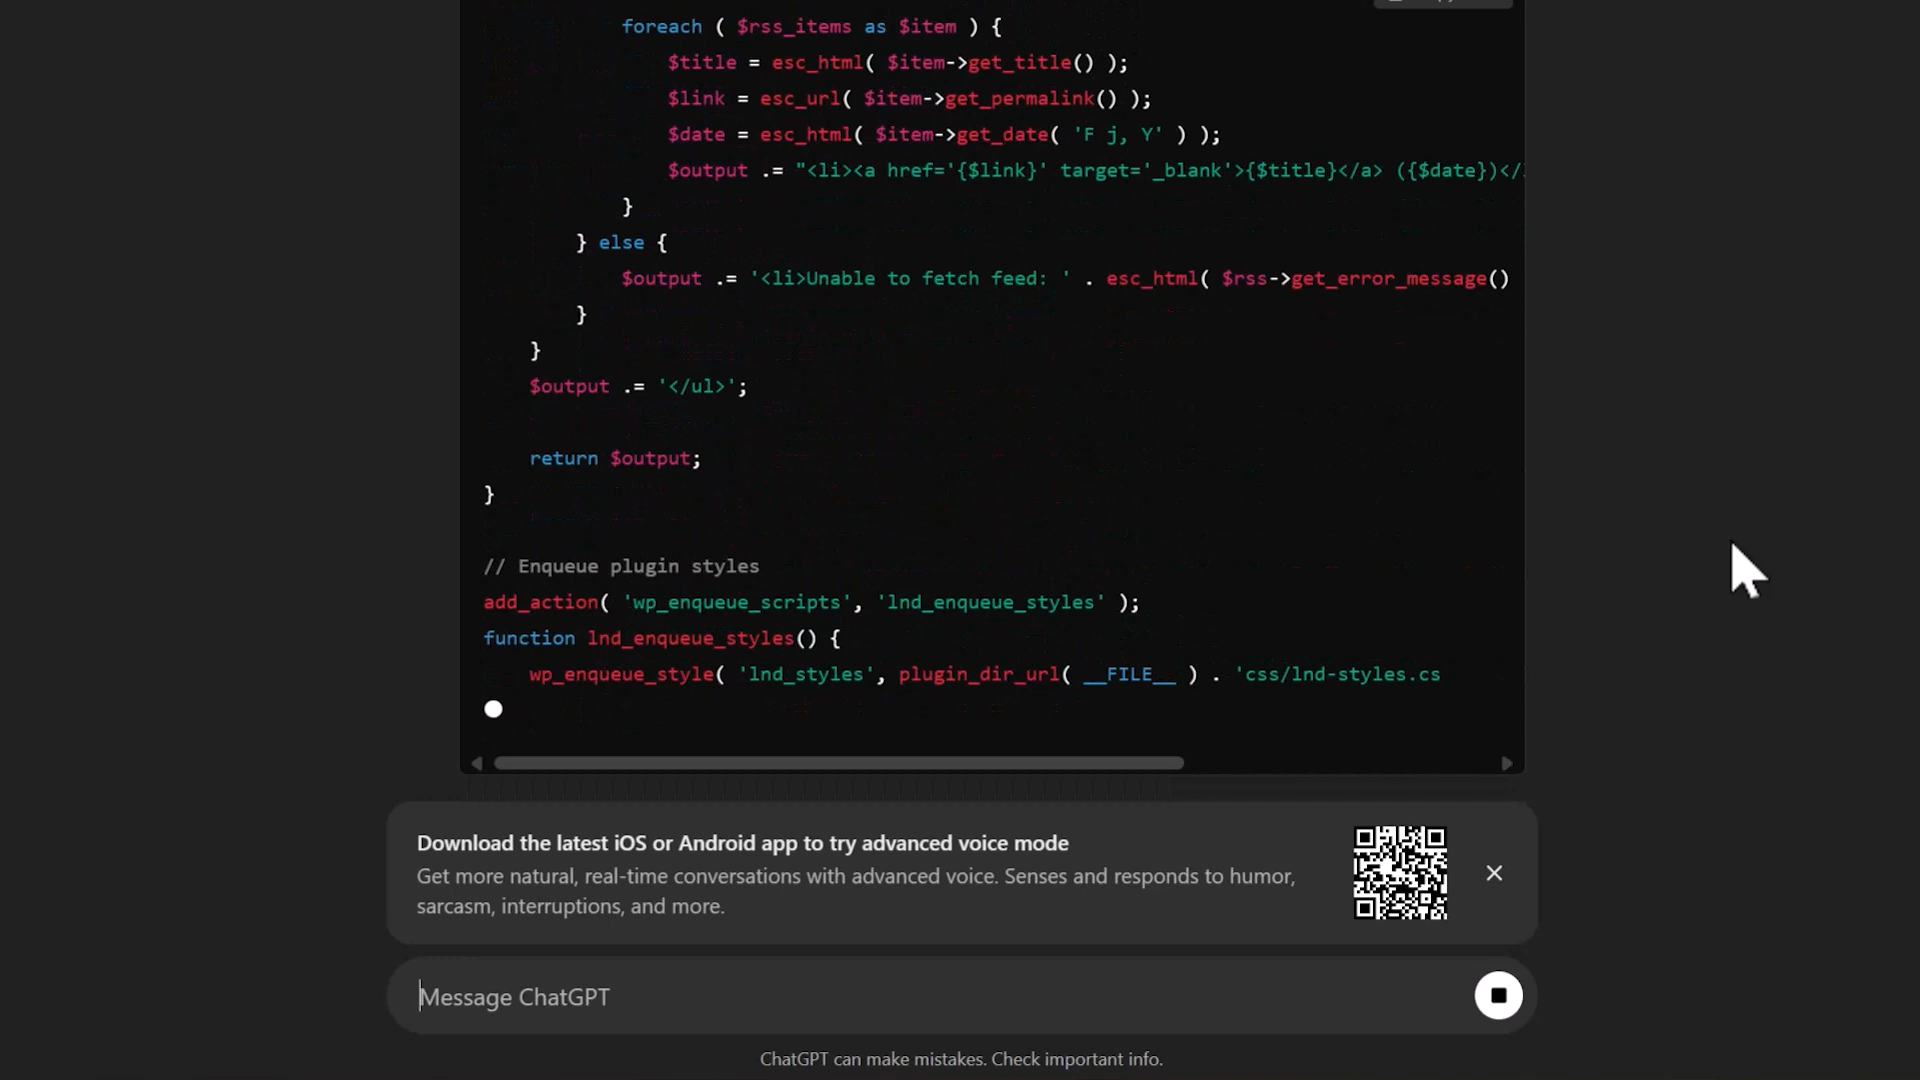 foreach ( $rss_items as $item ) {
$title = esc_html( $item->get_title() );
$link = esc_url( $item->get_permalink() );
$date = esc_html( $item->get_date( 'F j, Y' ) );
$output .= "<li><a href='{$link}' target='_blank'>{$title}</a> ({$date})</
}
} else {
$output .= '<li>Unable to fetch feed: ' . esc_html( $rss->get_error_message()
}
}
$output .= '</ul>';
return $output;
}
// Enqueue plugin styles
add_action( 'wp_enqueue_scripts', 'lnd_enqueue_styles' );
function lnd_enqueue_styles() {
wp_enqueue_style( 'lnd_styles', plugin_dir_url( __FILE__ ) . 'css/lnd-styles.cs
Download the latest iOS or Android app to try advanced voice mode
Get more natural, real-time conversations with advanced voice. Senses and responds to humor,
sarcasm, interruptions, and more.
Message ChatGPT
ChatGPT can make mistakes. Check important info.